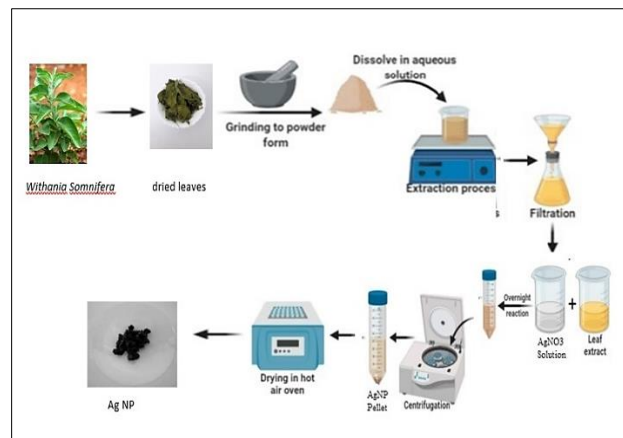 Dissolve in aqueous
solution
Grinding to powder
form
Withania Somnifera
dried leaves
Extraction proces
s
Filtration
Overnight
reaction
+
AgNO3
Solution
Leaf
extract
Centrifugation
AgNP
Pellet
Drying in hot
air oven
Ag NP